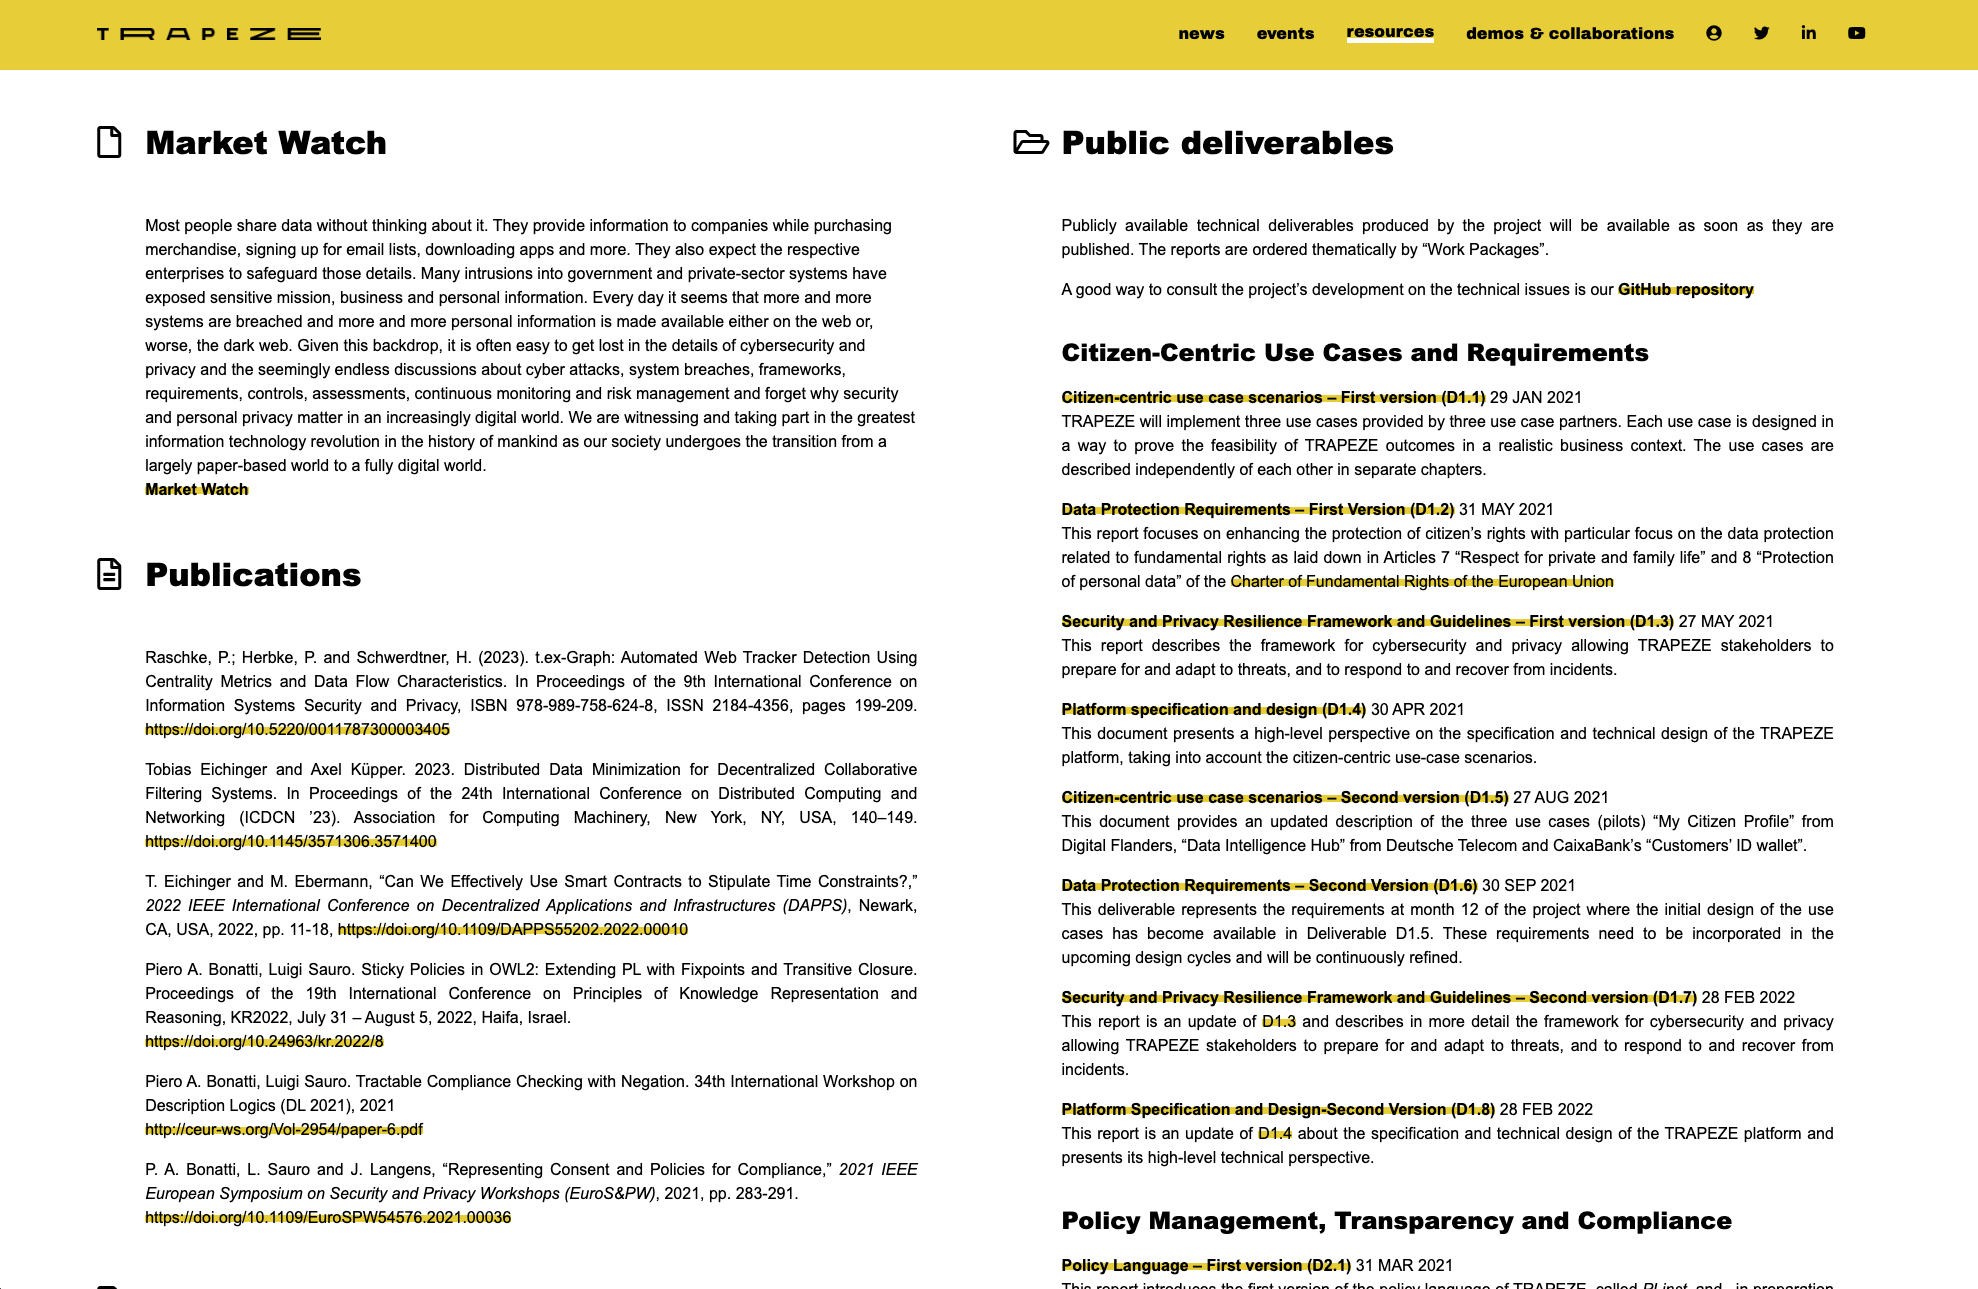 TRAPEZE
news events resources demos & collaborations
Market Watch
Most people share data without thinking about it. They provide information to companies while purchasing
merchandise, signing up for email lists, downloading apps and more. They also expect the respective
enterprises to safeguard those details. Many intrusions into government and private-sector systems have
exposed sensitive mission, business and personal information. Every day it seems that more and more
systems are breached and more and more personal information is made available either on the web or,
worse, the dark web. Given this backdrop, it is often easy to get lost in the details of cybersecurity and
privacy and the seemingly endless discussions about cyber attacks, system breaches, frameworks,
requirements, controls, assessments, continuous monitoring and risk management and forget why security
and personal privacy matter in an increasingly digital world. We are witnessing and taking part in the greatest
information technology revolution in the history of mankind as our society undergoes the transition from a
largely paper-based world to a fully digital world.
Market Watch
Publications
Raschke, P.; Herbke, P. and Schwerdtner, H. (2023). t.ex-Graph: Automated Web Tracker Detection Using
Centrality Metrics and Data Flow Characteristics. In Proceedings of the 9th International Conference on
Information Systems Security and Privacy, ISBN 978-989-758-624-8, ISSN 2184-4356, pages 199-209.
https://doi.org/10.5220/0011787300003405
Tobias Eichinger and Axel Küpper. 2023. Distributed Data Minimization for Decentralized Collaborative
Filtering Systems. In Proceedings of the 24th International Conference on Distributed Computing and
Networking (ICDCN ’23). Association for Computing Machinery, New York, NY, USA, 140–149.
https://doi.org/10.1145/3571306.3571400
T. Eichinger and M. Ebermann, “Can We Effectively Use Smart Contracts to Stipulate Time Constraints?,”
2022 IEEE International Conference on Decentralized Applications and Infrastructures (DAPPS), Newark,
CA, USA, 2022, pp. 11-18, https://doi.org/10.1109/DAPPS55202.2022.00010
Piero A. Bonatti, Luigi Sauro. Sticky Policies in OWL2: Extending PL with Fixpoints and Transitive Closure.
Proceedings of the 19th International Conference on Principles of Knowledge Representation and
Reasoning, KR2022, July 31 – August 5, 2022, Haifa, Israel.
https://doi.org/10.24963/kr.2022/8
Piero A. Bonatti, Luigi Sauro. Tractable Compliance Checking with Negation. 34th International Workshop on
Description Logics (DL 2021), 2021
http://ceur-ws.org/Vol-2954/paper-6.pdf
P. A. Bonatti, L. Sauro and J. Langens, “Representing Consent and Policies for Compliance,” 2021 IEEE
European Symposium on Security and Privacy Workshops (EuroS&PW), 2021, pp. 283-291.
https://doi.org/10.1109/EuroSPW54576.2021.00036
Public deliverables
Publicly available technical deliverables produced by the project will be available as soon as they are
published. The reports are ordered thematically by “Work Packages”.
A good way to consult the project’s development on the technical issues is our GitHub repository
Citizen-Centric Use Cases and Requirements
Citizen-centric use case scenarios – First version (D1.1) 29 JAN 2021
TRAPEZE will implement three use cases provided by three use case partners. Each use case is designed in
a way to prove the feasibility of TRAPEZE outcomes in a realistic business context. The use cases are
described independently of each other in separate chapters.
Data Protection Requirements – First Version (D1.2) 31 MAY 2021
This report focuses on enhancing the protection of citizen’s rights with particular focus on the data protection
related to fundamental rights as laid down in Articles 7 “Respect for private and family life” and 8 “Protection
of personal data” of the Charter of Fundamental Rights of the European Union
Security and Privacy Resilience Framework and Guidelines – First version (D1.3) 27 MAY 2021
This report describes the framework for cybersecurity and privacy allowing TRAPEZE stakeholders to
prepare for and adapt to threats, and to respond to and recover from incidents.
Platform specification and design (D1.4) 30 APR 2021
This document presents a high-level perspective on the specification and technical design of the TRAPEZE
platform, taking into account the citizen-centric use-case scenarios.
Citizen-centric use case scenarios – Second version (D1.5) 27 AUG 2021
This document provides an updated description of the three use cases (pilots) “My Citizen Profile” from
Digital Flanders, “Data Intelligence Hub” from Deutsche Telecom and CaixaBank’s “Customers’ ID wallet”.
Data Protection Requirements – Second Version (D1.6) 30 SEP 2021
This deliverable represents the requirements at month 12 of the project where the initial design of the use
cases has become available in Deliverable D1.5. These requirements need to be incorporated in the
upcoming design cycles and will be continuously refined.
Security and Privacy Resilience Framework and Guidelines – Second version (D1.7) 28 FEB 2022
This report is an update of D1.3 and describes in more detail the framework for cybersecurity and privacy
allowing TRAPEZE stakeholders to prepare for and adapt to threats, and to respond to and recover from
incidents.
Platform Specification and Design-Second Version (D1.8) 28 FEB 2022
This report is an update of D1.4 about the specification and technical design of the TRAPEZE platform and
presents its high-level technical perspective.
Policy Management, Transparency and Compliance
Policy Language – First version (D2.1) 31 MAR 2021
This report introduces the first version of the policy language of TRAPEZE, called and, in preparation